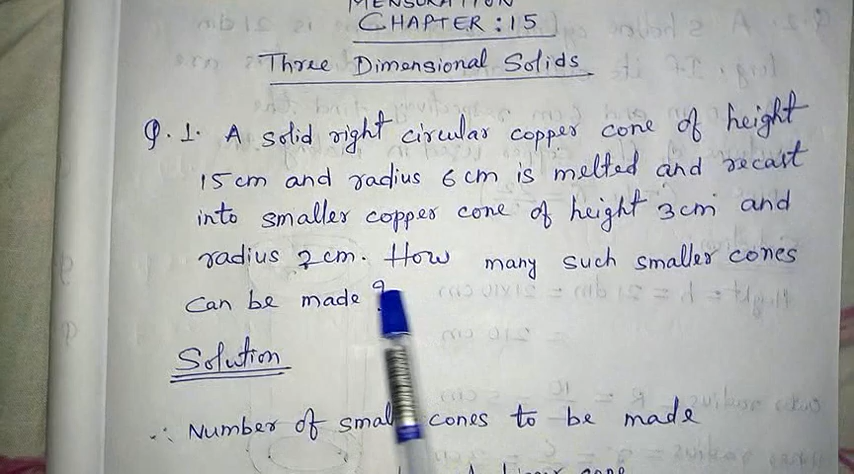 MENSURATION
CHAPTER : 15
Three Dimensional Solids
Q. 1. A solid right circular copper cone of height
15 cm and radius 6 cm is melted and recast
into smaller copper cone of height 3 cm and
radius 2 cm. How many such smaller cones
can be made ?
Solution
∴ Number of small cones to be made